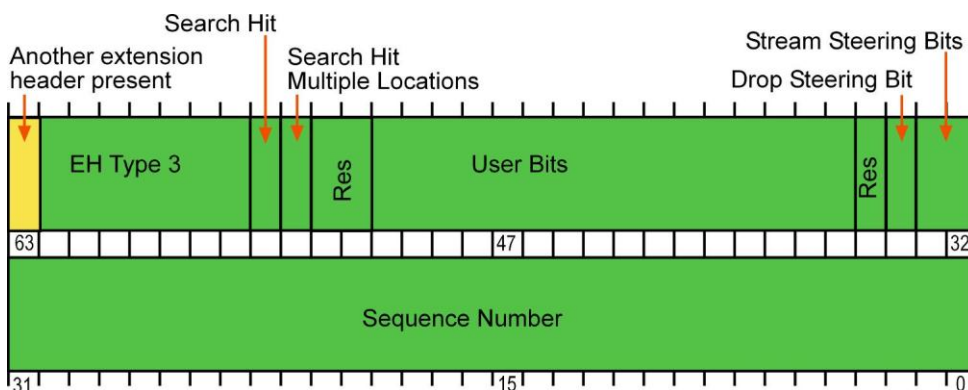 Search Hit
Another extension
header present
Search Hit
Multiple Locations
Stream Steering Bits
Drop Steering Bit
EH Type 3
Res
User Bits
Res
63
47
32
Sequence Number
31
15
0